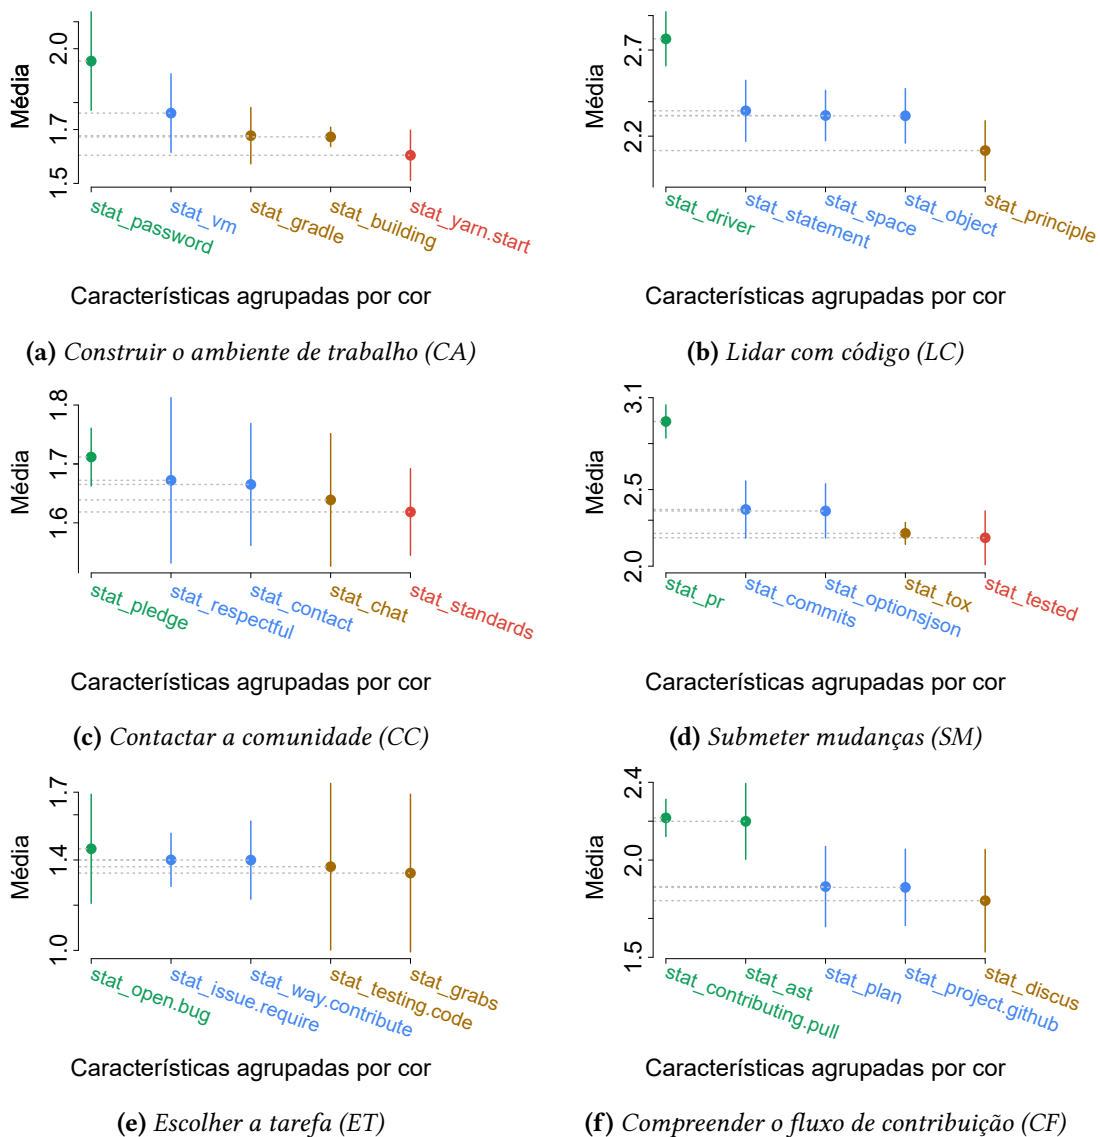 Média
2.0
1.7
1.5
stat_password
stat_vm
stat_gradle
stat_building
stat_yarn.start
Características agrupadas por cor
(a) Construir o ambiente de trabalho (CA)
Média
2.7
2.2
stat_driver
stat_statement
stat_space
stat_object
stat_principle
Características agrupadas por cor
(b) Lidar com código (LC)
Média
1.8
1.7
1.6
stat_pledge
stat_respectful
stat_contact
stat_chat
stat_standards
Características agrupadas por cor
(c) Contactar a comunidade (CC)
Média
3.1
2.5
2.0
stat_pr
stat_commits
stat_optionsjson
stat_tox
stat_tested
Características agrupadas por cor
(d) Submeter mudanças (SM)
Média
1.7
1.4
1.0
stat_open.bug
stat_issue.require
stat_way.contribute
stat_testing.code
stat_grabs
Características agrupadas por cor
(e) Escolher a tarefa (ET)
Média
2.4
2.0
1.5
stat_contributing.pull
stat_ast
stat_plan
stat_project.github
stat_discus
Características agrupadas por cor
(f) Compreender o fluxo de contribuição (CF)